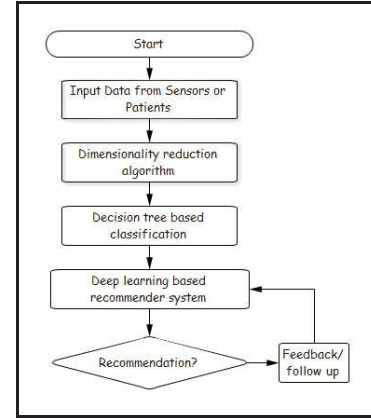 Start
Input Data from Sensors or
Patients
Dimensionality reduction
algorithm
Decision tree based
classification
Deep learning based
recommender system
Recommendation?
Feedback/
follow up